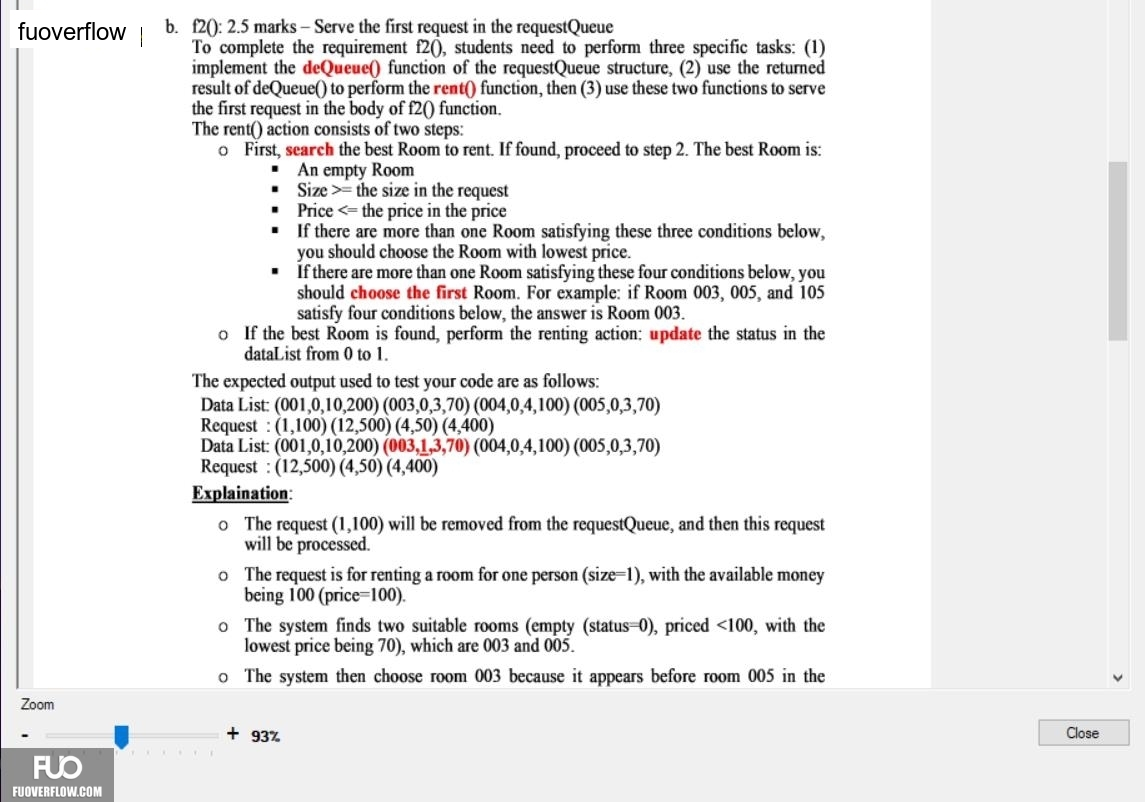 fuoverflow
b. f2(): 2.5 marks – Serve the first request in the requestQueue
To complete the requirement f2(), students need to perform three specific tasks: (1)
implement the deQueue() function of the requestQueue structure, (2) use the returned
result of deQueue() to perform the rent() function, then (3) use these two functions to serve
the first request in the body of f2() function.
The rent() action consists of two steps:
o First, search the best Room to rent. If found, proceed to step 2. The best Room is:
▪ An empty Room
▪ Size >= the size in the request
▪ Price <= the price in the price
▪ If there are more than one Room satisfying these three conditions below,
you should choose the Room with lowest price.
▪ If there are more than one Room satisfying these four conditions below, you
should choose the first Room. For example: if Room 003, 005, and 105
satisfy four conditions below, the answer is Room 003.
o If the best Room is found, perform the renting action: update the status in the
dataList from 0 to 1.
The expected output used to test your code are as follows:
Data List: (001,0,10,200) (003,0,3,70) (004,0,4,100) (005,0,3,70)
Request : (1,100) (12,500) (4,50) (4,400)
Data List: (001,0,10,200) (003,1,3,70) (004,0,4,100) (005,0,3,70)
Request : (12,500) (4,50) (4,400)
Explaination:
o The request (1,100) will be removed from the requestQueue, and then this request
will be processed.
o The request is for renting a room for one person (size=1), with the available money
being 100 (price=100).
o The system finds two suitable rooms (empty (status=0), priced <100, with the
lowest price being 70), which are 003 and 005.
o The system then choose room 003 because it appears before room 005 in the
Zoom
- + 93%
Close
FUO
FUOVERFLOW.COM